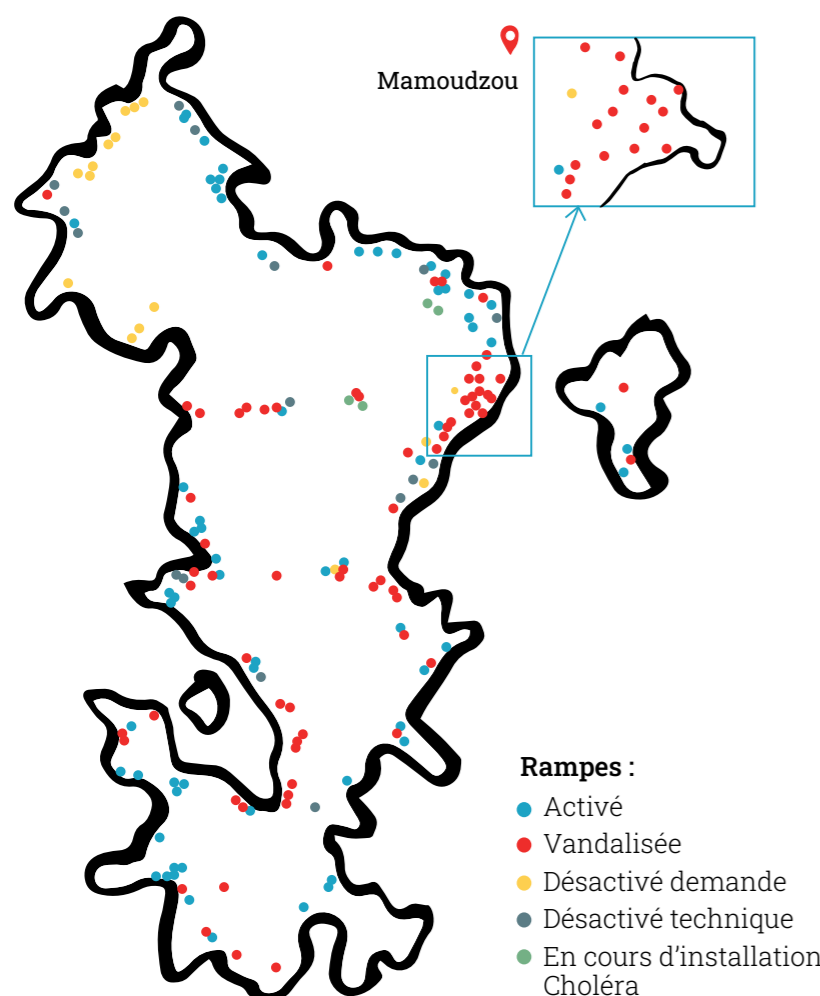 Mamoudzou
Rampes :
Activé
Vandalisée
Désactivé demande
Désactivé technique
En cours d’installation
Choléra